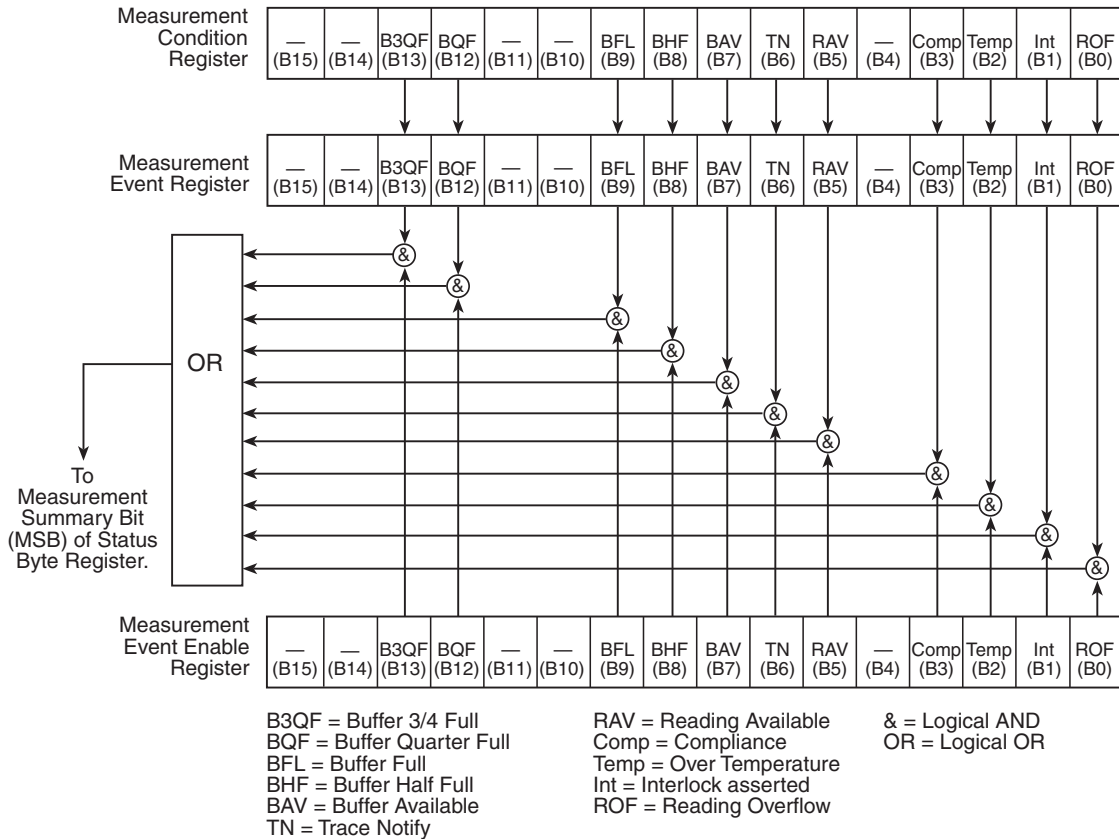 Measurement
Condition
Register
— — B3QF BQF — — BFL BHF BAV TN RAV — Comp Temp Int ROF
(B15) (B14) (B13) (B12) (B11) (B10) (B9) (B8) (B7) (B6) (B5) (B4) (B3) (B2) (B1) (B0)
Measurement
Event Register
— — B3QF BQF — — BFL BHF BAV TN RAV — Comp Temp Int ROF
(B15) (B14) (B13) (B12) (B11) (B10) (B9) (B8) (B7) (B6) (B5) (B4) (B3) (B2) (B1) (B0)
&
&
&
&
&
&
&
&
&
&
&
OR
To
Measurement
Summary Bit
(MSB) of Status
Byte Register.
Measurement
Event Enable
Register
— — B3QF BQF — — BFL BHF BAV TN RAV — Comp Temp Int ROF
(B15) (B14) (B13) (B12) (B11) (B10) (B9) (B8) (B7) (B6) (B5) (B4) (B3) (B2) (B1) (B0)
B3QF = Buffer 3/4 Full
BQF = Buffer Quarter Full
BFL = Buffer Full
BHF = Buffer Half Full
BAV = Buffer Available
TN = Trace Notify
RAV = Reading Available
Comp = Compliance
Temp = Over Temperature
Int = Interlock asserted
ROF = Reading Overflow
& = Logical AND
OR = Logical OR